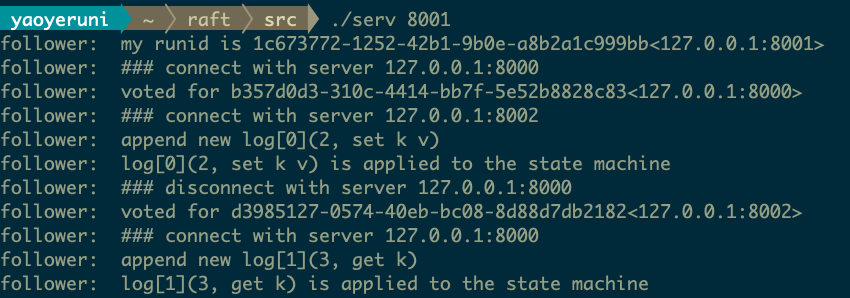 yaoyeruni ~ raft src ./serv 8001
follower: my runid is 1c673772-1252-42b1-9b0e-a8b2a1c999bb<127.0.0.1:8001>
follower: ### connect with server 127.0.0.1:8000
follower: voted for b357d0d3-310c-4414-bb7f-5e52b8828c83<127.0.0.1:8000>
follower: ### connect with server 127.0.0.1:8002
follower: append new log[0](2, set k v)
follower: log[0](2, set k v) is applied to the state machine
follower: ### disconnect with server 127.0.0.1:8000
follower: voted for d3985127-0574-40eb-bc08-8d88d7db2182<127.0.0.1:8002>
follower: ### connect with server 127.0.0.1:8000
follower: append new log[1](3, get k)
follower: log[1](3, get k) is applied to the state machine